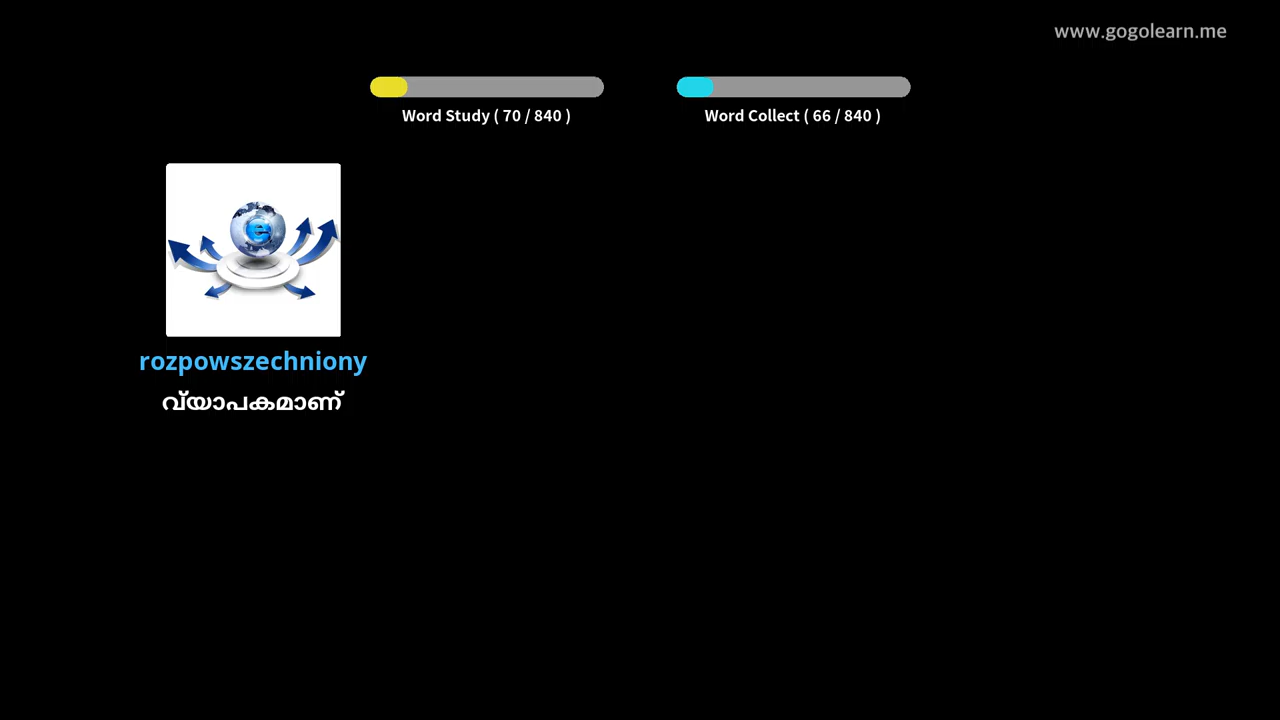 www.gogolearn.me
Word Study ( 70 / 840 )
Word Collect ( 66 / 840 )
e
rozpowszechniony
വ്യാപകമാണ്